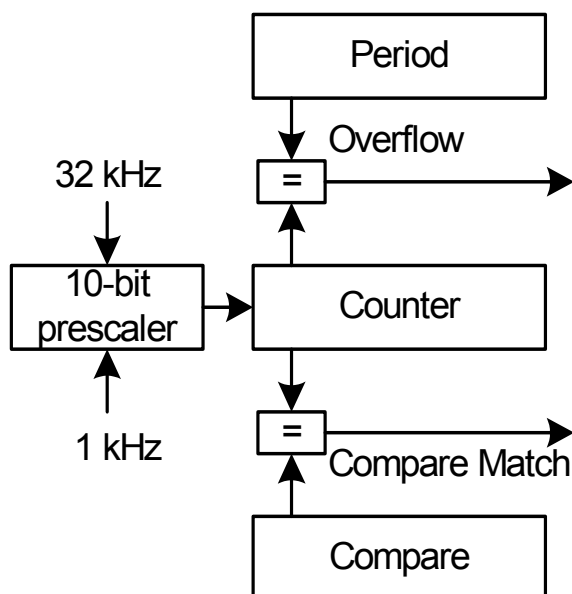 Period
Overflow
=
32 kHz
10-bit
prescaler
Counter
1 kHz
=
Compare Match
Compare